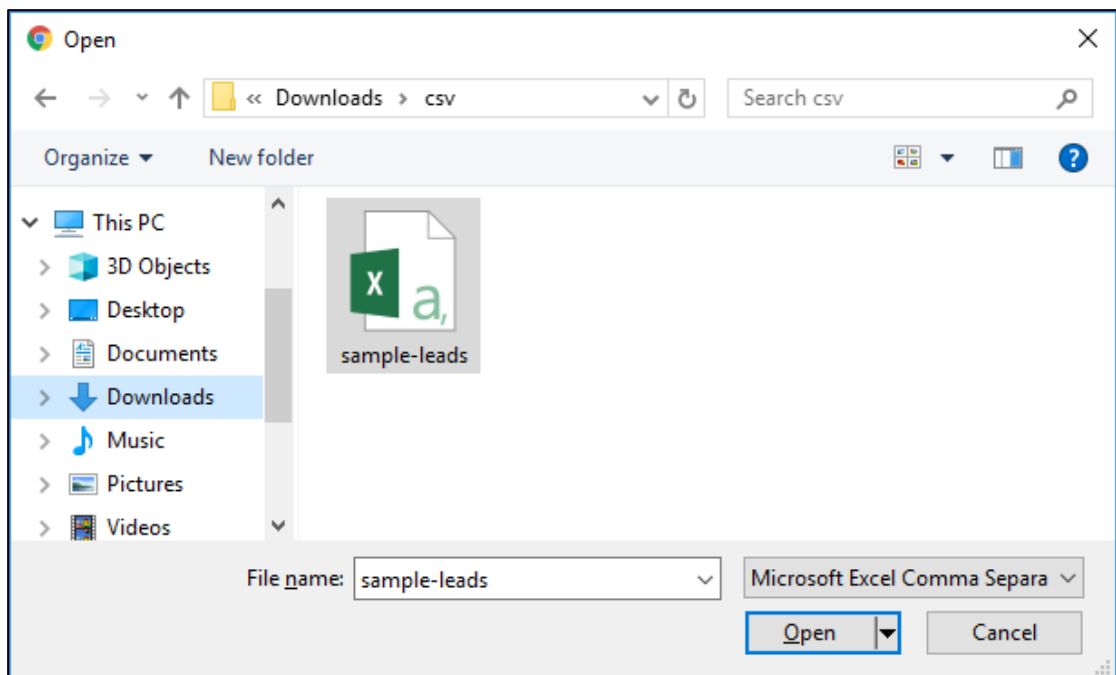 Open
« Downloads > csv
Search csv
Organize
New folder
?
This PC
3D Objects
Desktop
Documents
Downloads
Music
Pictures
Videos
X a,
sample-leads
File name: sample-leads
Microsoft Excel Comma Separa
Open
Cancel